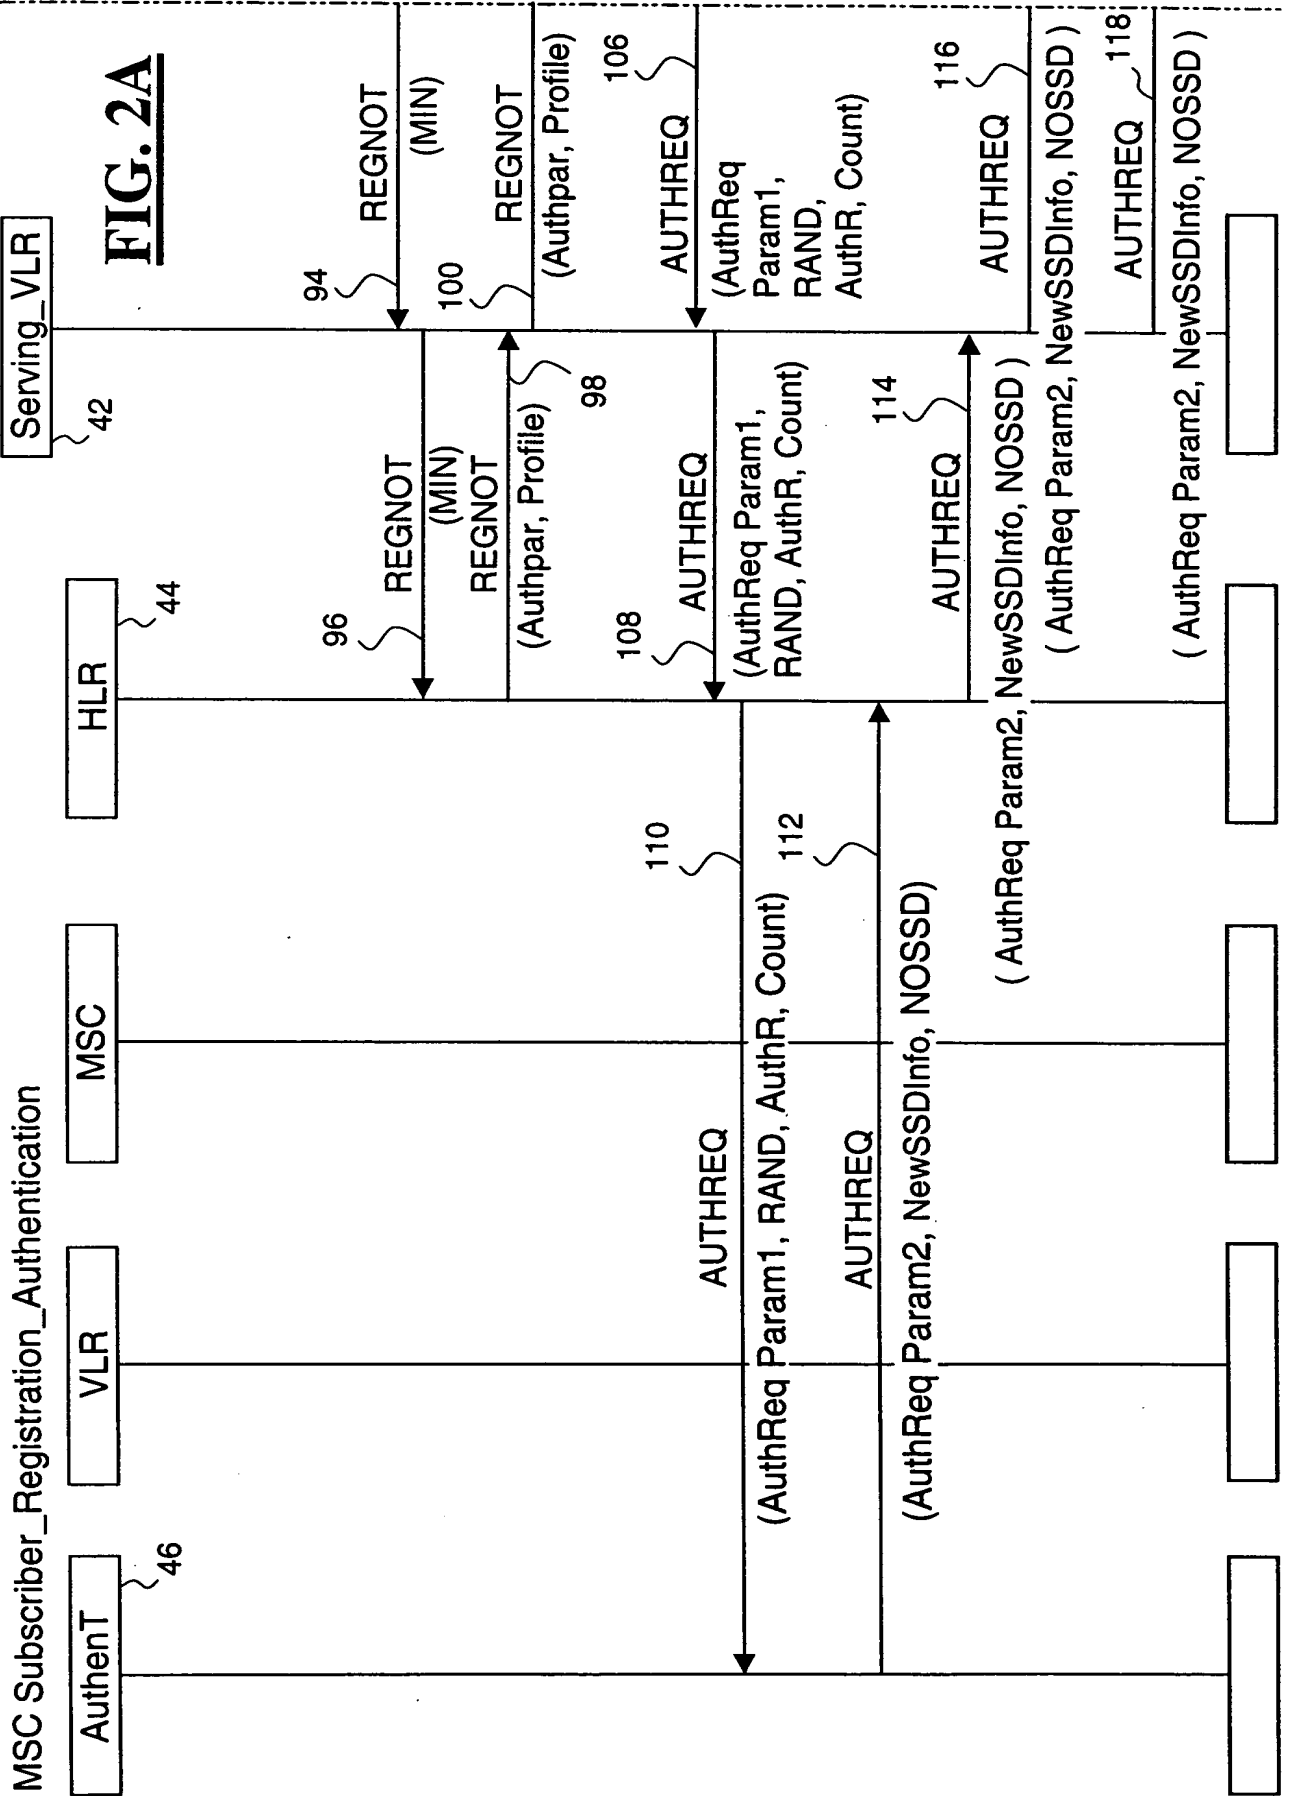 MSC Subscriber_Registration_Authentication
FIG. 2A
AuthenT
46
VLR
MSC
HLR
44
Serving_VLR
42
REGNOT
94
(MIN)
REGNOT
96
(MIN)
REGNOT
(Authpar, Profile)
98
REGNOT
100
(Authpar, Profile)
AUTHREQ
106
(AuthReq
Param1,
RAND,
AuthR, Count)
AUTHREQ
108
(AuthReq Param1,
RAND, AuthR, Count)
AUTHREQ
110
(AuthReq Param1, RAND, AuthR, Count)
AUTHREQ
112
(AuthReq Param2, NewSSDInfo, NOSSD)
AUTHREQ
114
( AuthReq Param2, NewSSDInfo, NOSSD )
AUTHREQ
116
( AuthReq Param2, NewSSDInfo, NOSSD )
AUTHREQ
118
( AuthReq Param2, NewSSDInfo, NOSSD )